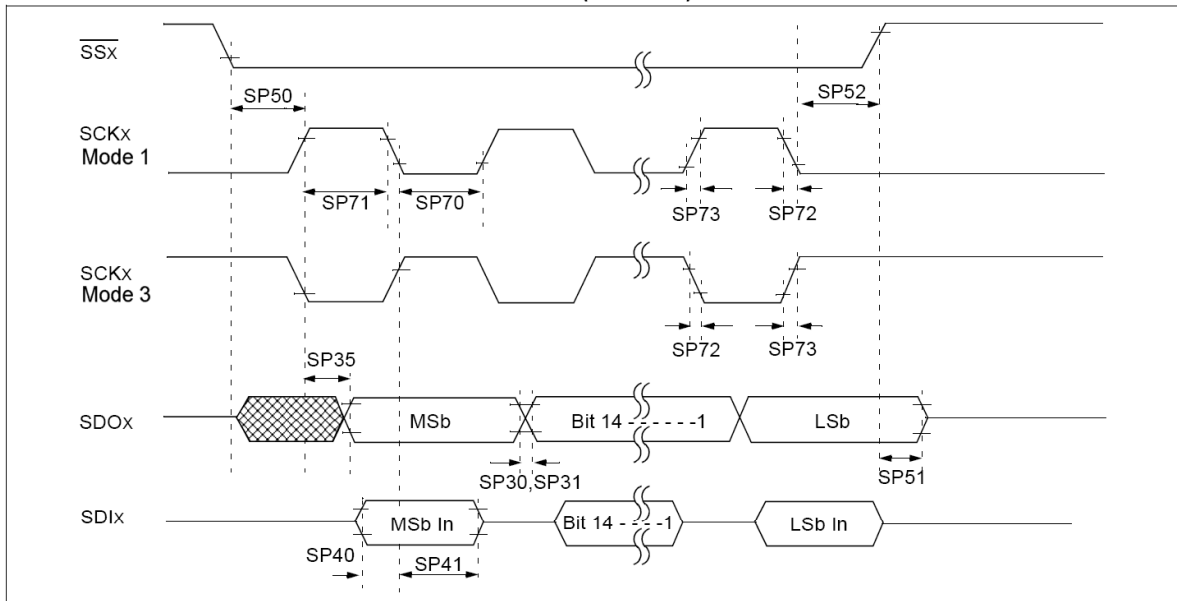 SSX
SP50
SP52
SCKX
Mode 1
SP71
SP70
SP73
SP72
SCKX
Mode 3
SP72
SP73
SP35
SDOX
MSb
Bit 14 - - - - - -1
LSb
SP30,SP31
SP51
SDIX
MSb In
Bit 14 - - - -1
LSb In
SP40
SP41